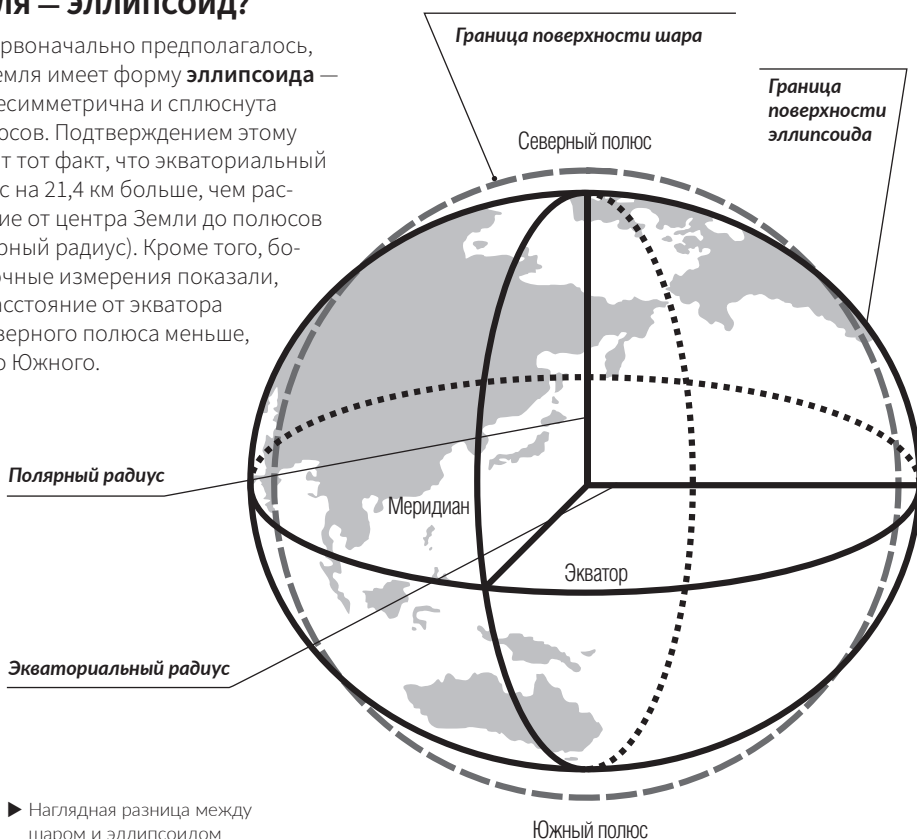 ля — эллипсоид?
рвоначально предполагалось,
емля имеет форму эллипсоида —
есимметрична и сплюснута
юсов. Подтверждением этому
т тот факт, что экваториальный
с на 21,4 км больше, чем рас-
ие от центра Земли до полюсов
рный радиус). Кроме того, бо-
очные измерения показали,
асстояние от экватора
верного полюса меньше,
о Южного.
Граница поверхности шара
Граница
поверхности
эллипсоида
Северный полюс
Полярный радиус
Меридиан
Экватор
Экваториальный радиус
▶ Наглядная разница между
шаром и эллипсоидом
Южный полюс